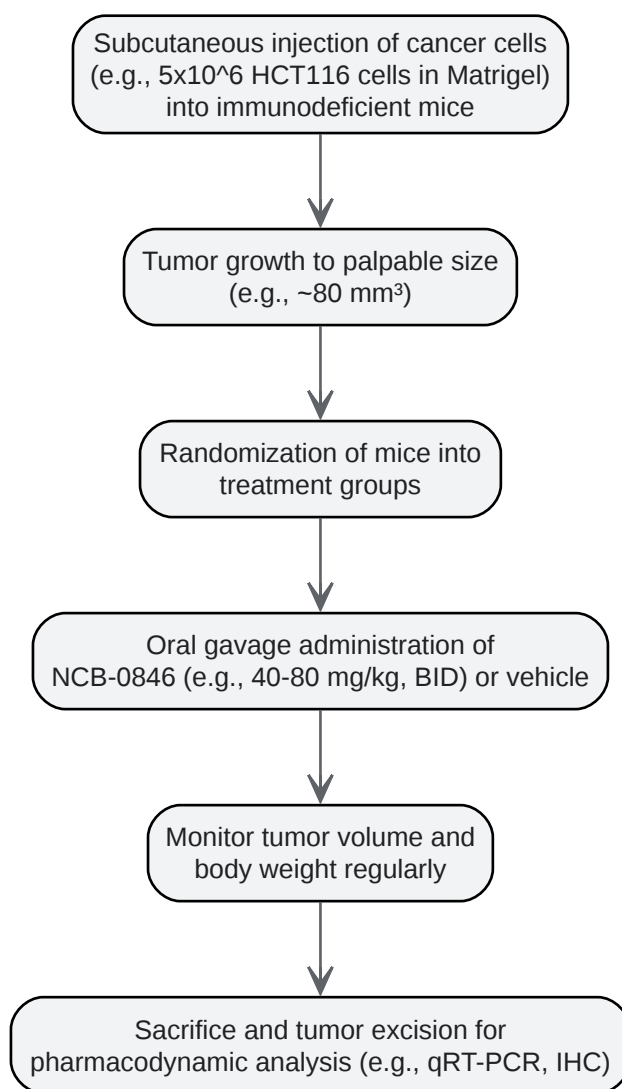 Subcutaneous injection of cancer cells
(e.g., 5x10^6 HCT116 cells in Matrigel)
into immunodeficient mice
Tumor growth to palpable size
(e.g., ~80 mm³)
Randomization of mice into
treatment groups
Oral gavage administration of
NCB-0846 (e.g., 40-80 mg/kg, BID) or vehicle
Monitor tumor volume and
body weight regularly
Sacrifice and tumor excision for
pharmacodynamic analysis (e.g., qRT-PCR, IHC)